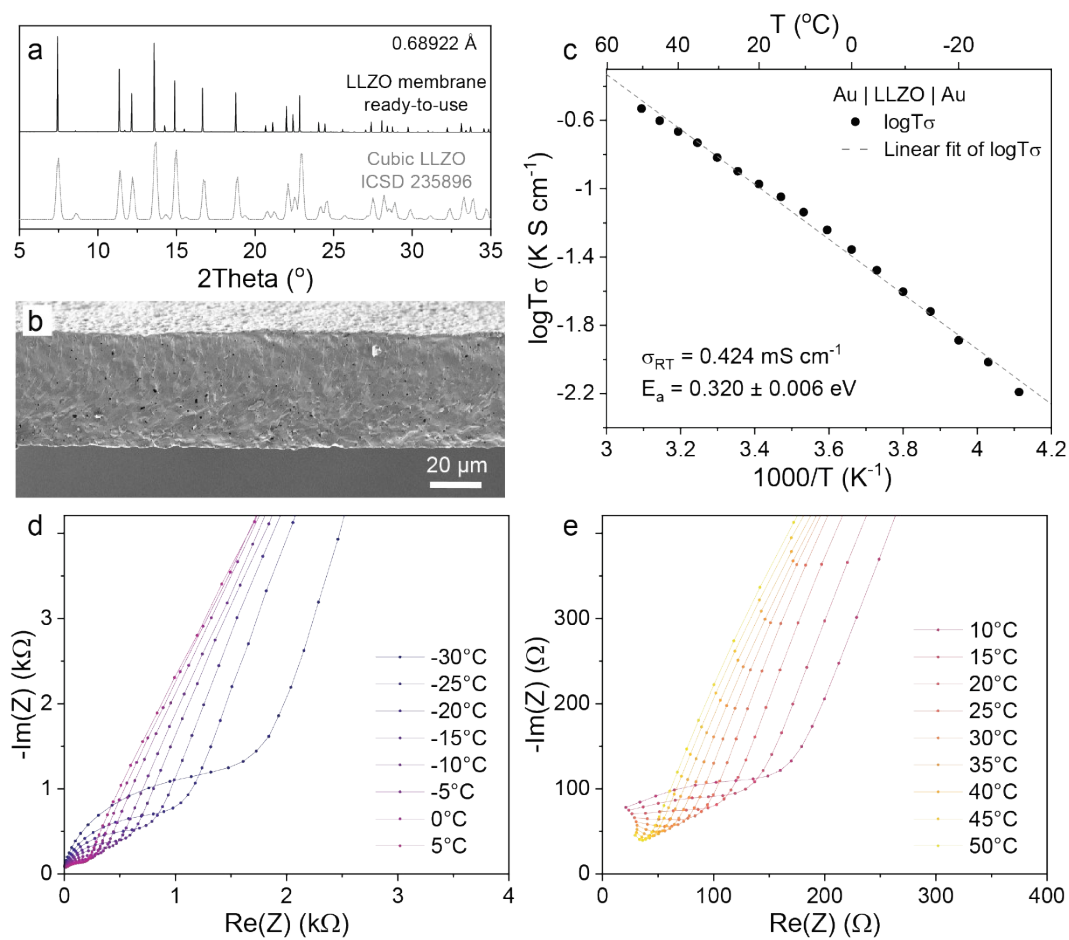 a
0.68922 Å
LLZO membrane
ready-to-use
Cubic LLZO
ICSD 235896
5 10 15 20 25 30 35
2Theta (°)
b
20 µm
c
T (°C)
60 40 20 0 -20
Au | LLZO | Au
logTσ
Linear fit of logTσ
-0.6
-1
-1.4
-1.8
-2.2
logTσ (K S cm⁻¹)
σRT = 0.424 mS cm⁻¹
Ea = 0.320 ± 0.006 eV
3 3.2 3.4 3.6 3.8 4 4.2
1000/T (K⁻¹)
d
3
2
1
0
-Im(Z) (kΩ)
-30°C
-25°C
-20°C
-15°C
-10°C
-5°C
0°C
5°C
0 1 2 3 4
Re(Z) (kΩ)
e
400
300
200
100
0
-Im(Z) (Ω)
10°C
15°C
20°C
25°C
30°C
35°C
40°C
45°C
50°C
0 100 200 300 400
Re(Z) (Ω)